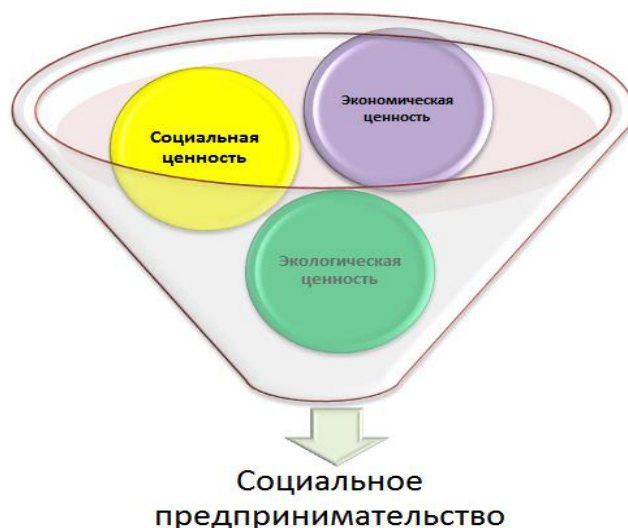 Экономическая
ценность
Социальная
ценность
Экологическая
ценность
Социальное
предпринимательство